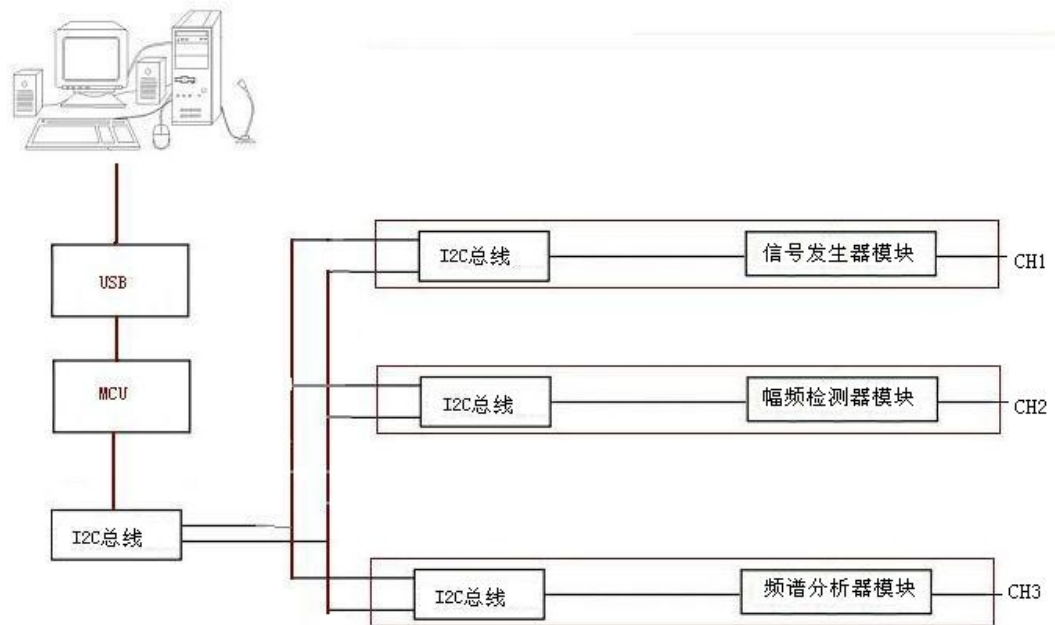 I2C总线
信号发生器模块
CH1
USB
MCU
I2C总线
幅频检测器模块
CH2
I2C总线
I2C总线
频谱分析器模块
CH3